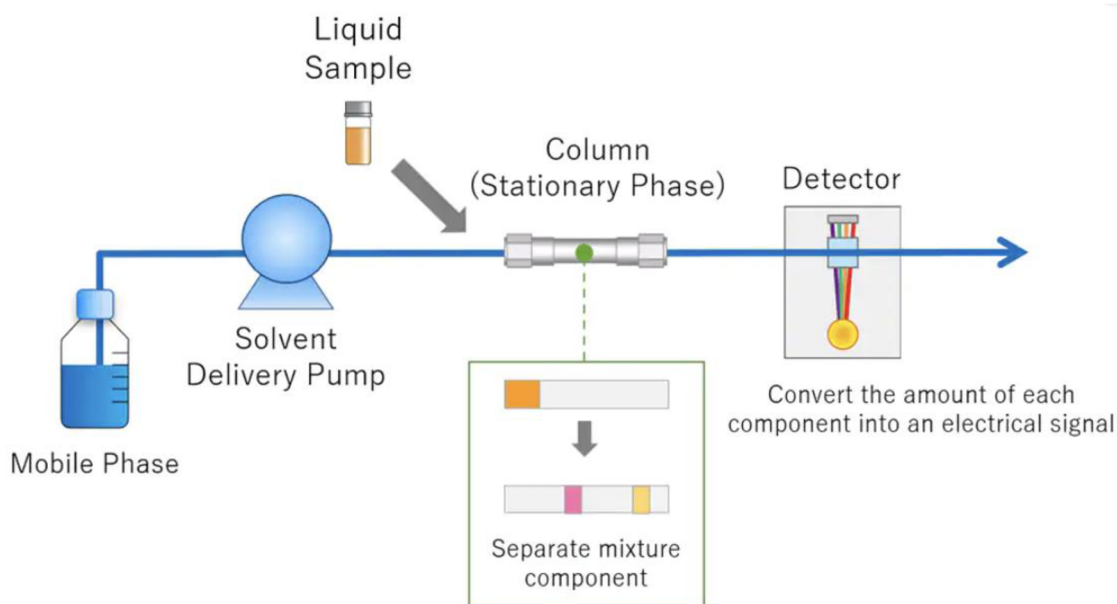 Liquid
Sample
Column
(Stationary Phase)
Detector
Solvent
Delivery Pump
Mobile Phase
Convert the amount of each
component into an electrical signal
Separate mixture
component